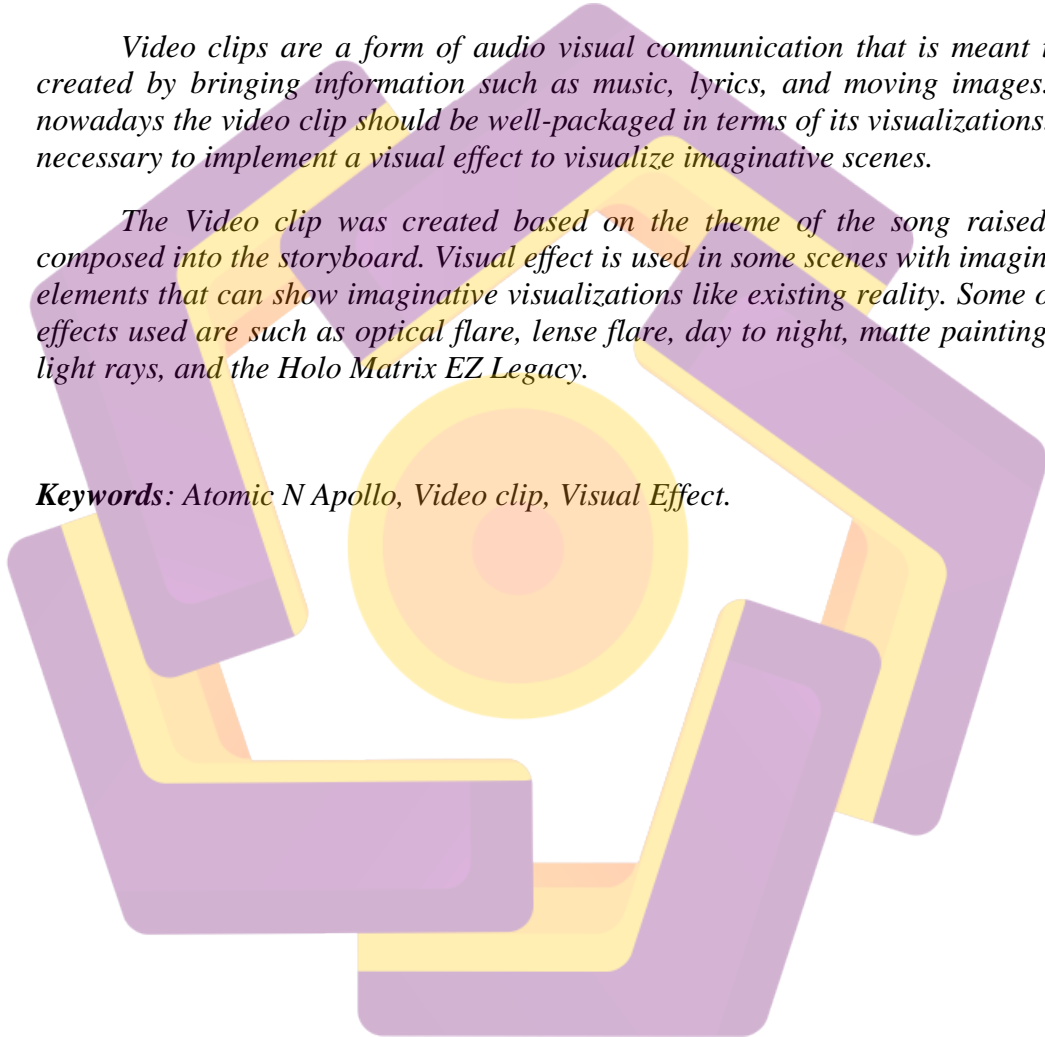 Video clips are a form of audio visual communication that is meant
created by bringing information such as music, lyrics, and moving images.
nowadays the video clip should be well-packaged in terms of its visualizations.
necessary to implement a visual effect to visualize imaginative scenes.
The Video clip was created based on the theme of the song raised
composed into the storyboard. Visual effect is used in some scenes with
elements that can show imaginative visualizations like existing reality. Some
effects used are such as optical flare, lense flare, day to night, matte painting
light rays, and the Holo Matrix EZ Legacy.
Keywords: Atomic N Apollo, Video clip, Visual Effect.